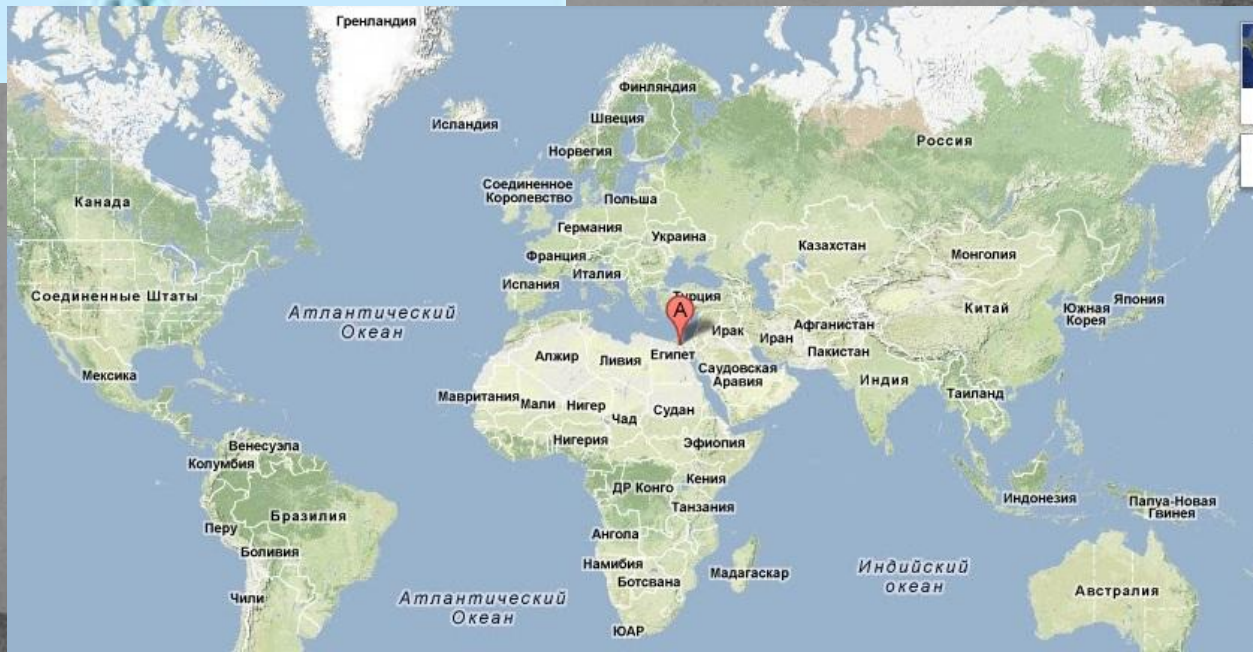 Гренландия
Финляндия
Исландия
Швеция
Россия
Норвегия
Соединенное
Королевство
Польша
Канада
Германия
Украина
Казахстан
Монголия
Франция
Италия
Испания
Турция
Соединенные Штаты
Атлантический
Океан
A
Ирак
Иран
Афганистан
Китай
Южная
Корея
Япония
Алжир
Ливия
Египет
Пакистан
Саудовская
Аравия
Мексика
Индия
Таиланд
Мавритания
Мали
Нигер
Чад
Судан
Венесуэла
Нигерия
Эфиопия
Колумбия
ДР Конго
Кения
Индонезия
Папуа-Новая
Гвинея
Бразилия
Танзания
Перу
Ангола
Боливия
Намибия
Ботсвана
Мадагаскар
Индийский
океан
Австралия
Чили
Атлантический
Океан
ЮАР